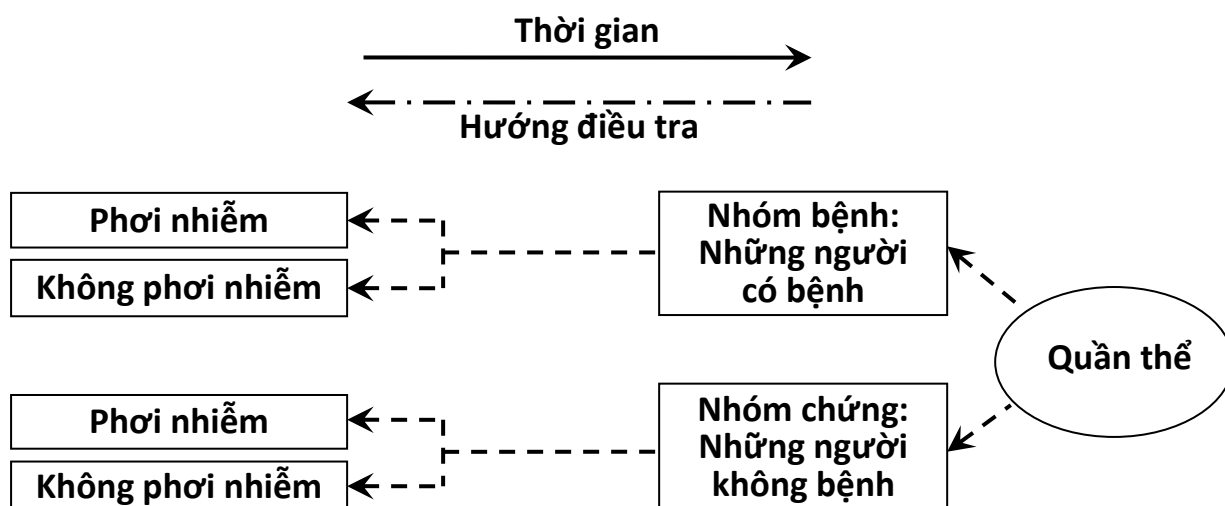 Thời gian
Hướng điều tra
Phơi nhiễm
Không phơi nhiễm
Nhóm bệnh:
Những người
có bệnh
Quần thể
Phơi nhiễm
Không phơi nhiễm
Nhóm chứng:
Những người
không bệnh